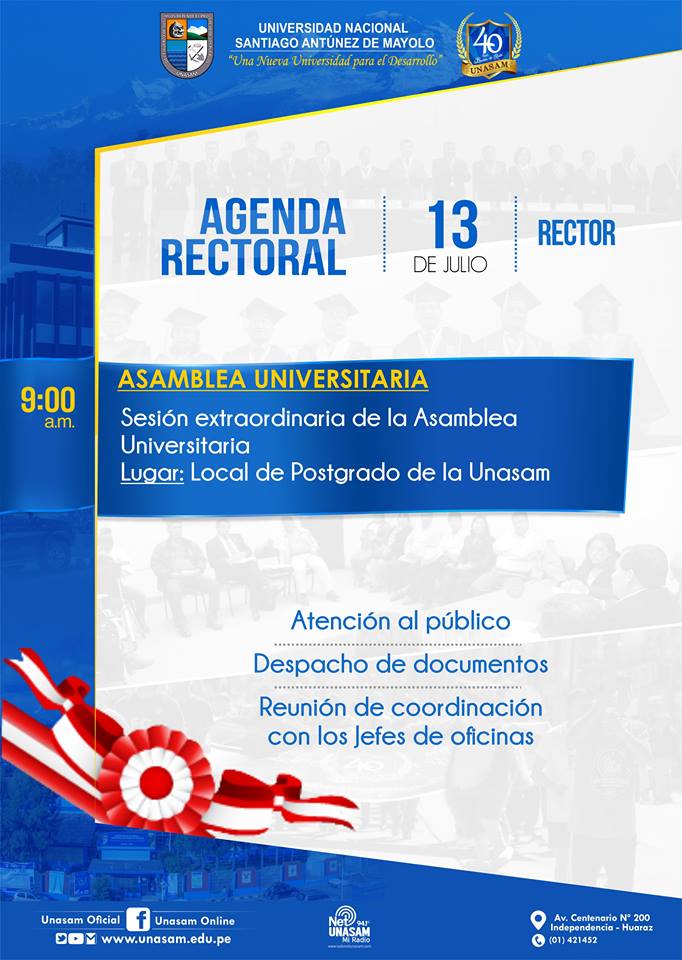 UNIVERSIDAD NACIONAL
SANTIAGO ANTÚNEZ DE MAYOLO
"Una Nueva Universidad para el Desarrollo"
UNASAM
40
UNASAM
AGENDA
RECTORAL
13
DE JULIO
RECTOR
9:00
a.m.
ASAMBLEA UNIVERSITARIA
Sesión extraordinaria de la Asamblea
Universitaria
Lugar: Local de Postgrado de la Unasam
Atención al público
Despacho de documentos
Reunión de coordinación
con los Jefes de oficinas
Unasam Oficial
Unasam Online
www.unasam.edu.pe
Net 94.1
UNASAM
Mi Radio
Av. Centenario N° 200
Independencia - Huaraz
(01) 421452